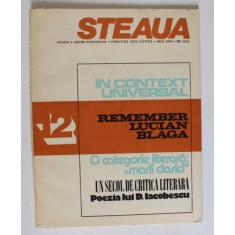 STEAUA
IN CONTEXT
UNIVERSAL
12
REMEMBER
LUCIAN
BLAGA
O categorie literară:
„marii clasici"
UN SECOL DE CRITICĂ LITERARĂ
Poezia lui D. Iacobescu